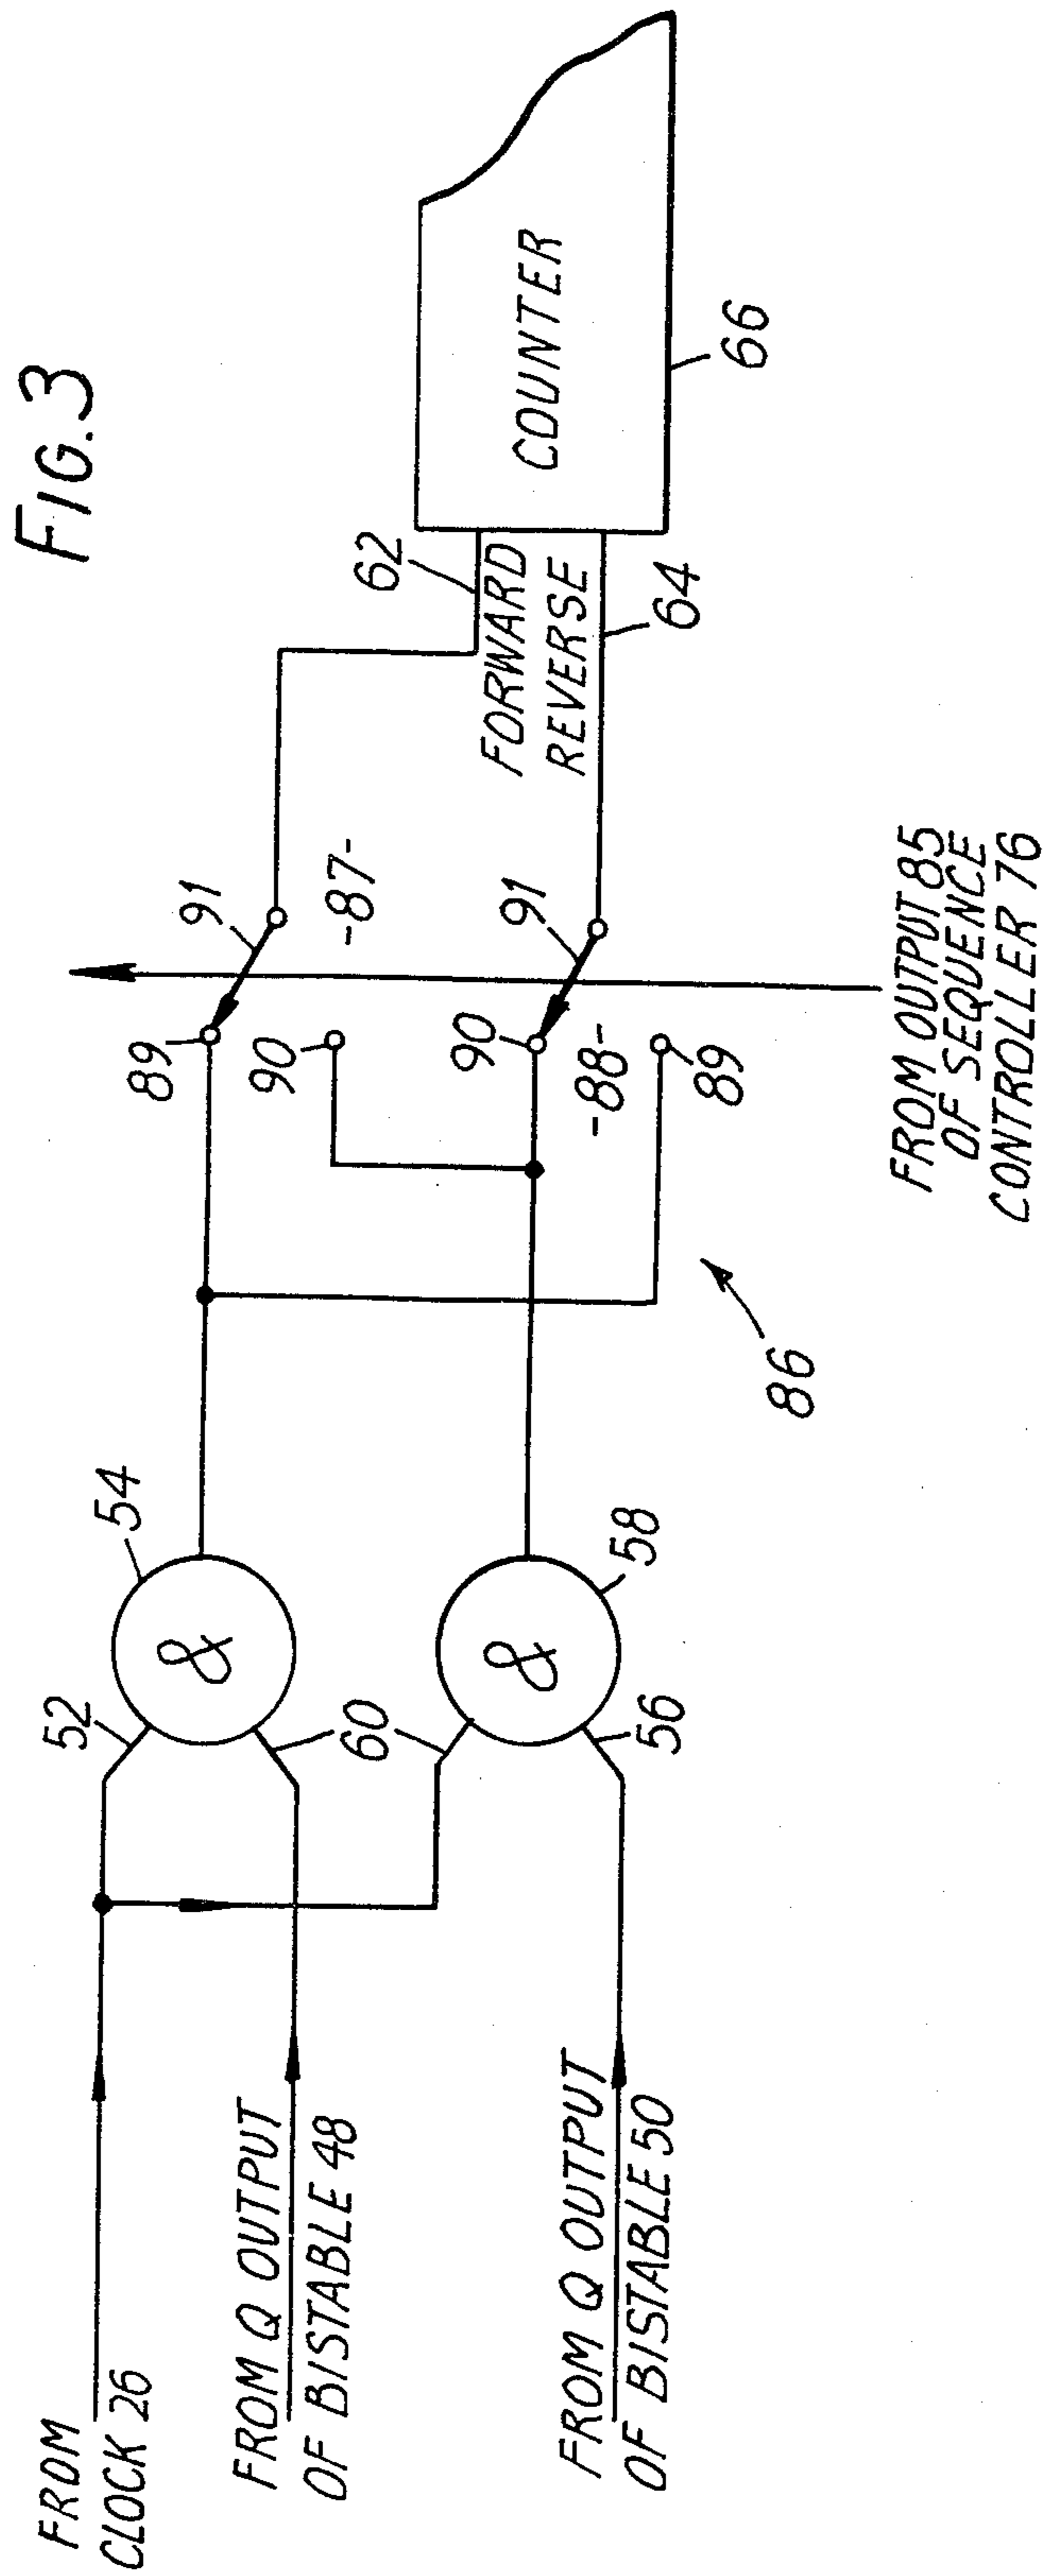 FIG.3
FROM
CLOCK 26
FROM Q OUTPUT
OF BISTABLE 48
FROM Q OUTPUT
OF BISTABLE 50
52
54
&
60
&
58
56
86
89
91
90
-87-
90
91
-88-
89
62
FORWARD
REVERSE
64
COUNTER
66
FROM OUTPUT 85
OF SEQUENCE
CONTROLLER 76